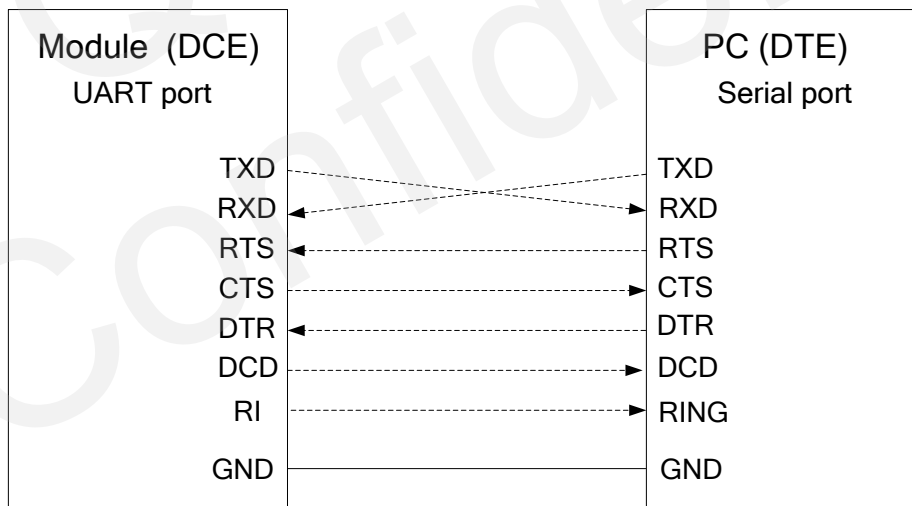 Module (DCE)
UART port
TXD
RXD
RTS
CTS
DTR
DCD
RI
GND
PC (DTE)
Serial port
TXD
RXD
RTS
CTS
DTR
DCD
RING
GND